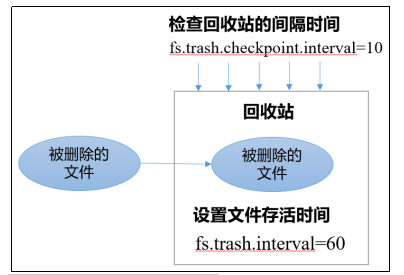 检查回收站的间隔时间
fs.trash.checkpoint.interval=10
回收站
被删除的
文件
被删除的
文件
设置文件存活时间
fs.trash.interval=60